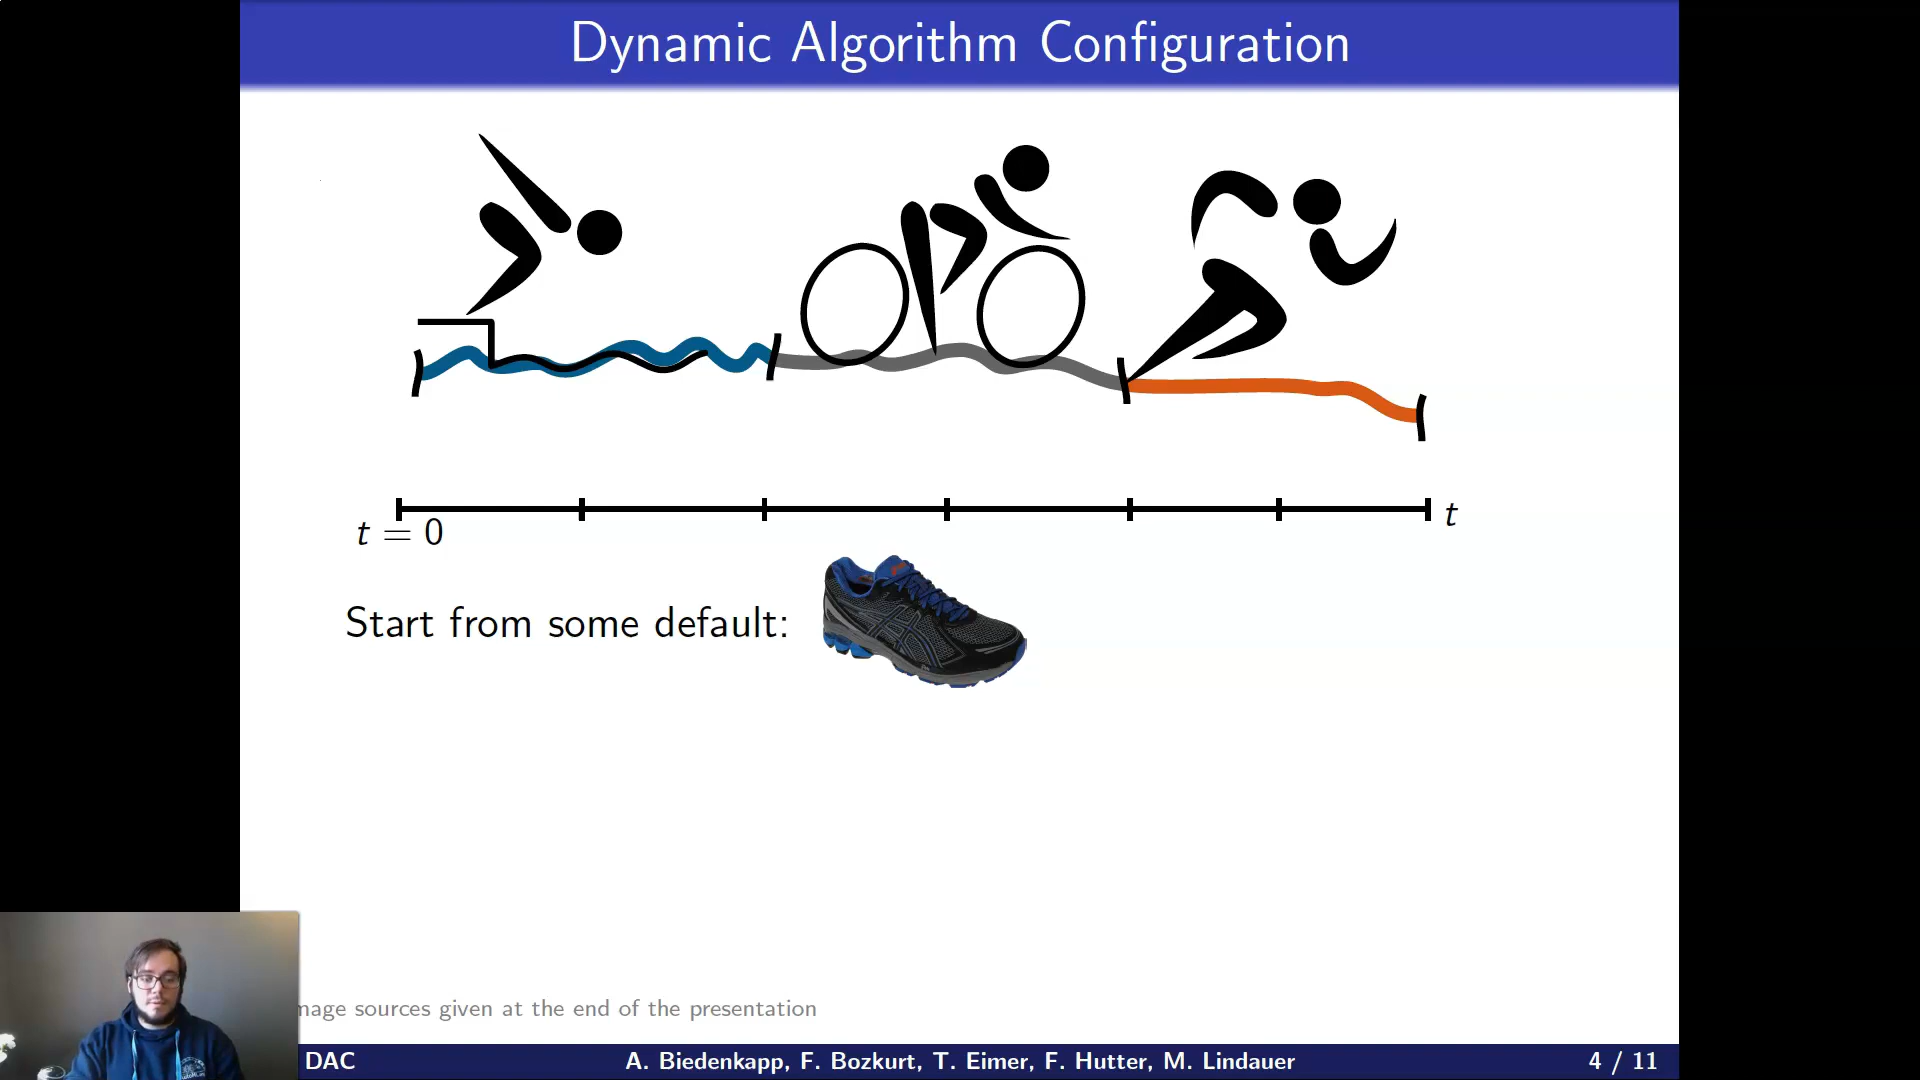 Dynamic Algorithm Configuration
t
t = 0
Start from some default:
sources given at the end of the presentation
DAC
A. Biedenkapp, F. Bozkurt, T. Eimer, F. Hutter, M. Lindauer
4 / 11